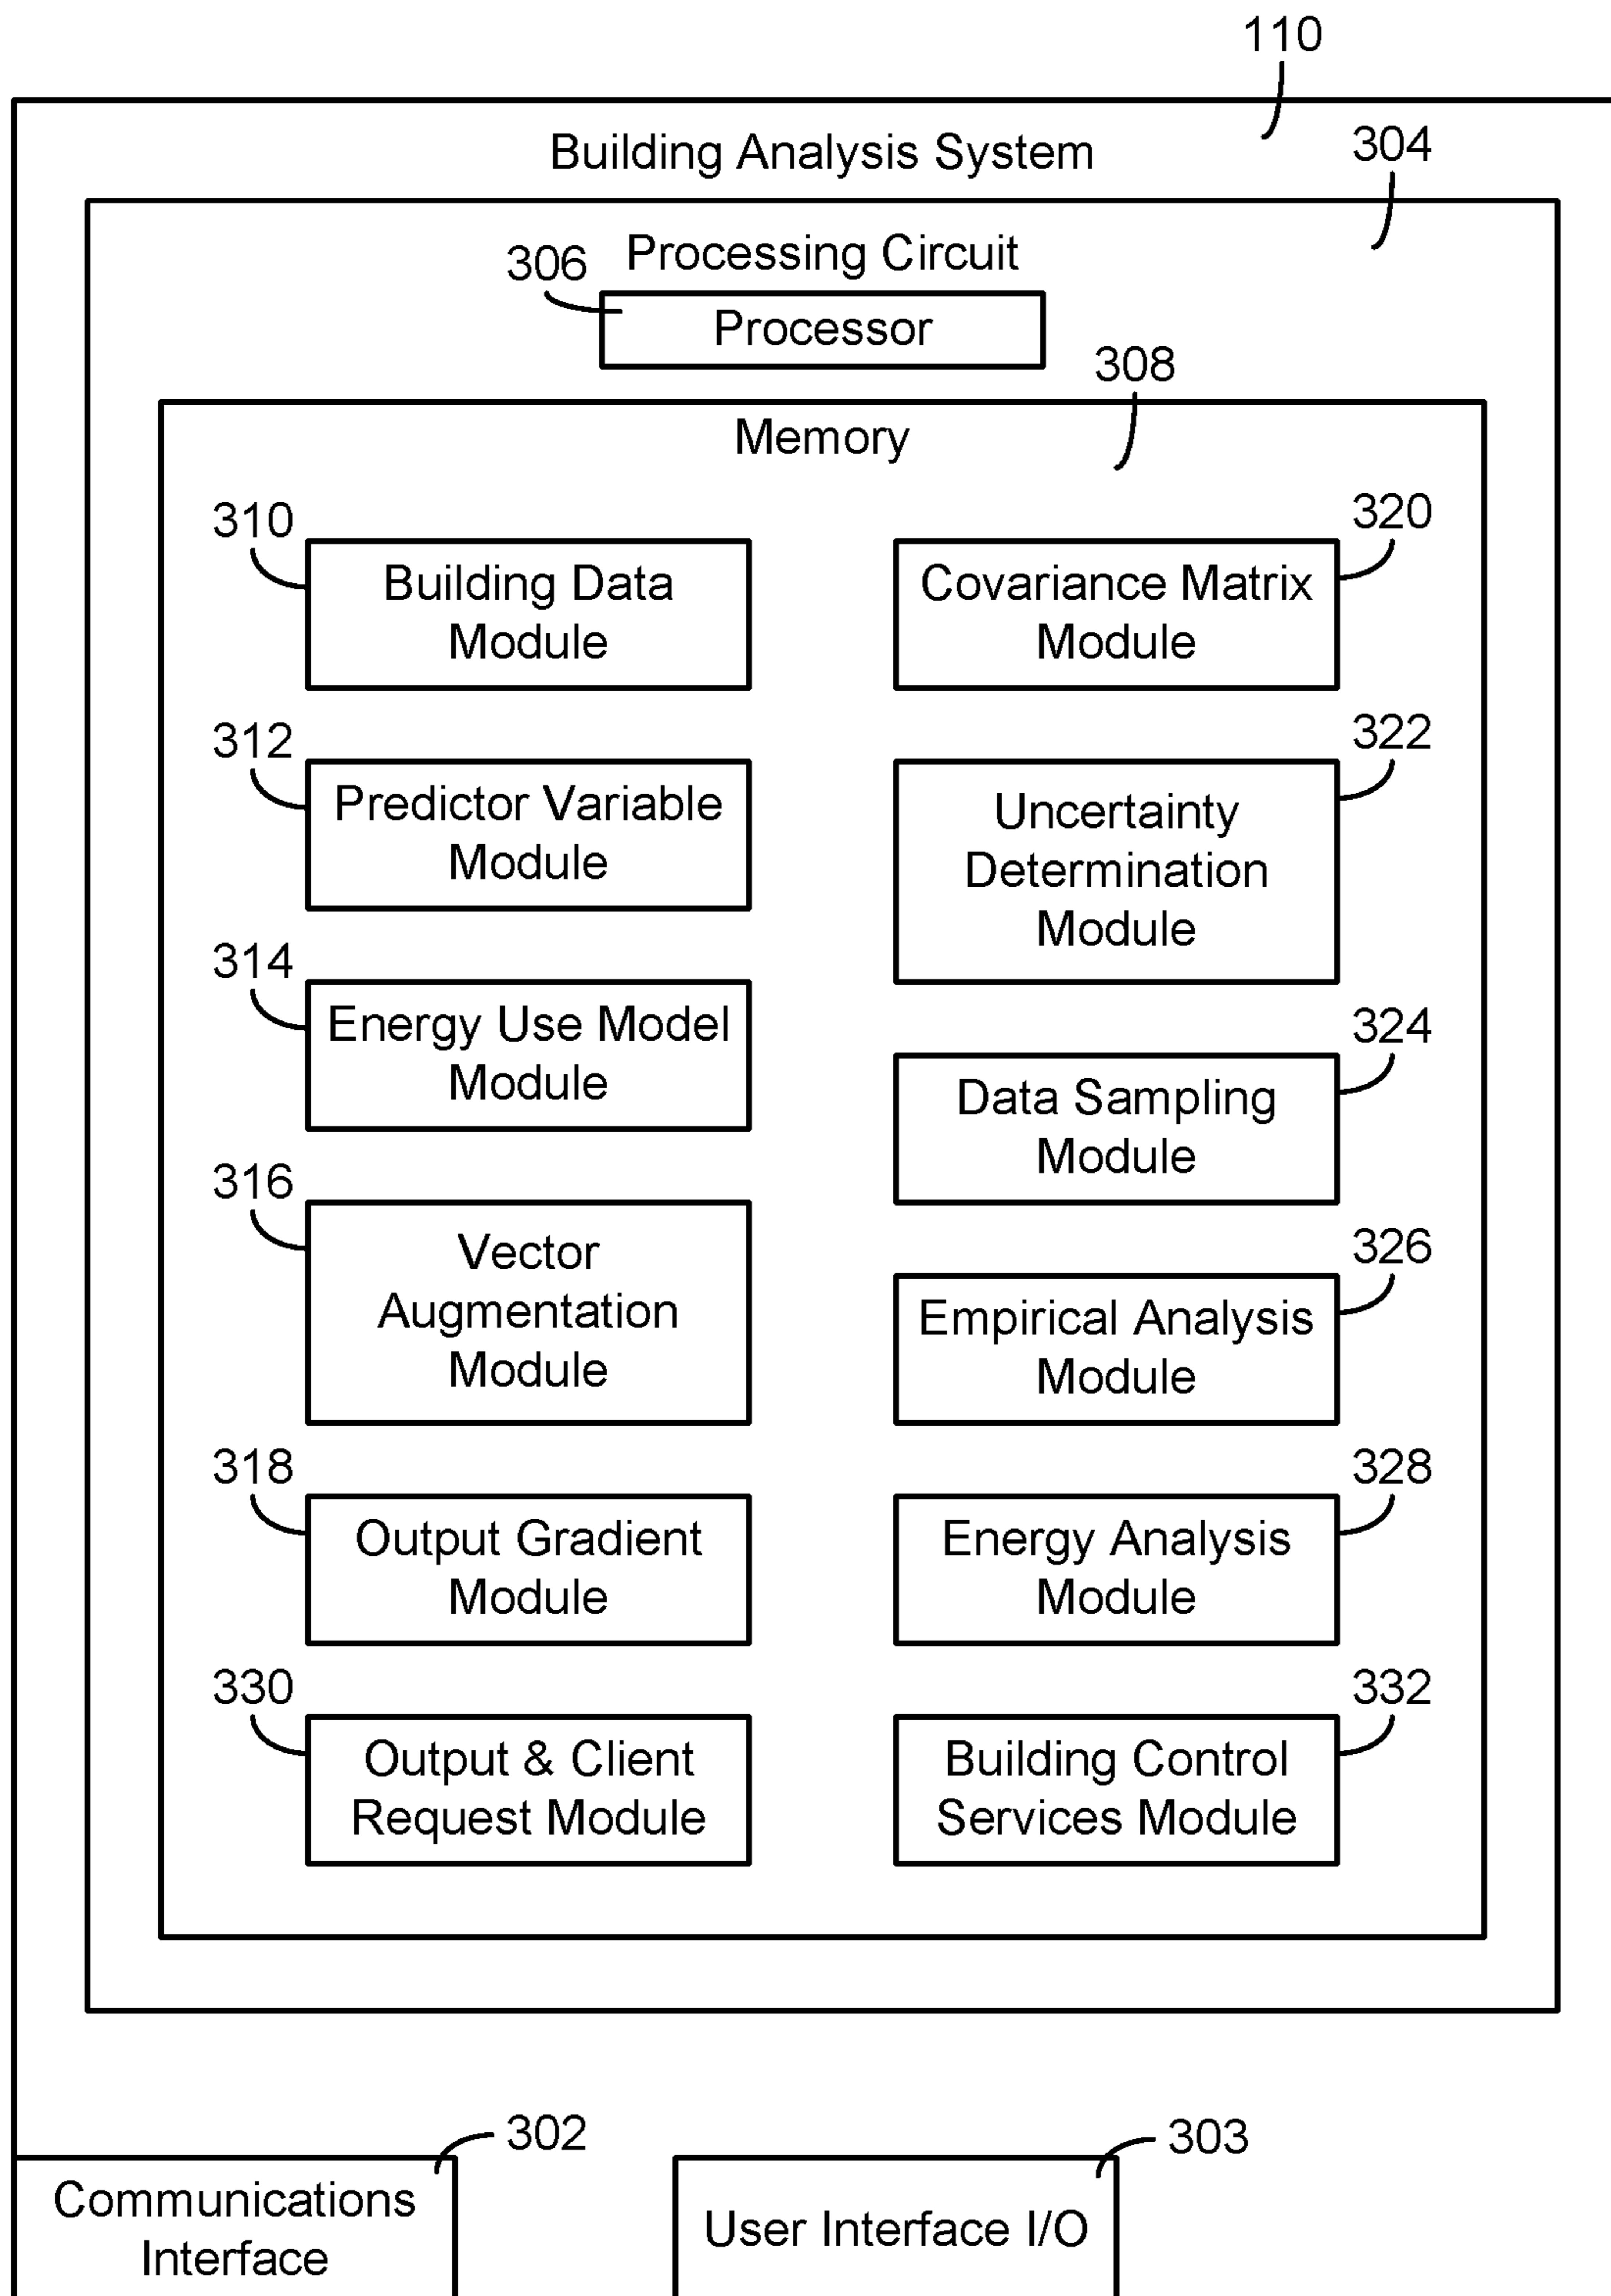 110
Building Analysis System
304
Processing Circuit
306
Processor
308
Memory
310
Building Data
Module
320
Covariance Matrix
Module
312
Predictor Variable
Module
322
Uncertainty
Determination
Module
314
Energy Use Model
Module
324
Data Sampling
Module
316
Vector
Augmentation
Module
326
Empirical Analysis
Module
318
Output Gradient
Module
328
Energy Analysis
Module
330
Output & Client
Request Module
332
Building Control
Services Module
302
Communications
Interface
303
User Interface I/O